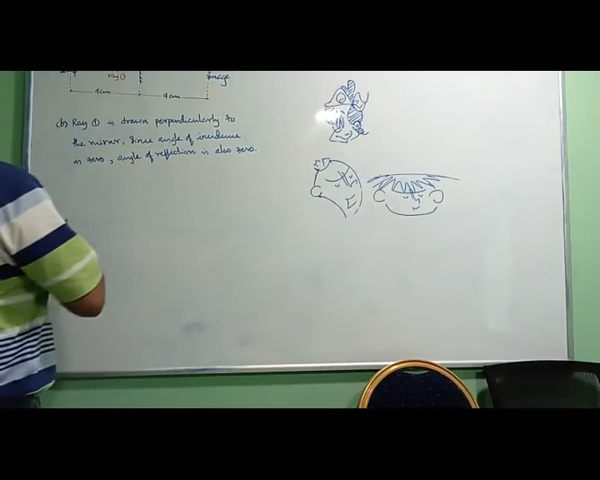 ray ①
image
4cm
4cm
(b) Ray ① is drawn perpendicularly to
the mirror, Since angle of incidence
is zero, angle of reflection is also zero.